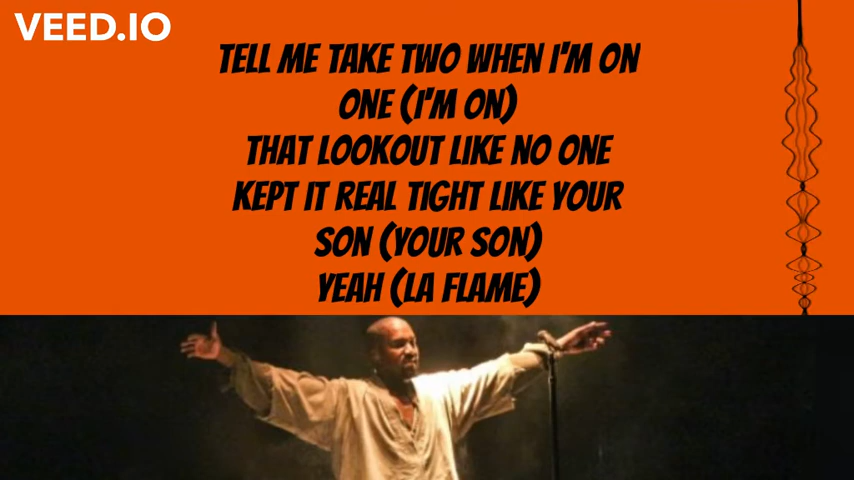 VEED.IO
TELL ME TAKE TWO WHEN I'M ON
ONE (I'M ON)
THAT LOOKOUT LIKE NO ONE
KEPT IT REAL TIGHT LIKE YOUR
SON (YOUR SON)
YEAH (LA FLAME)